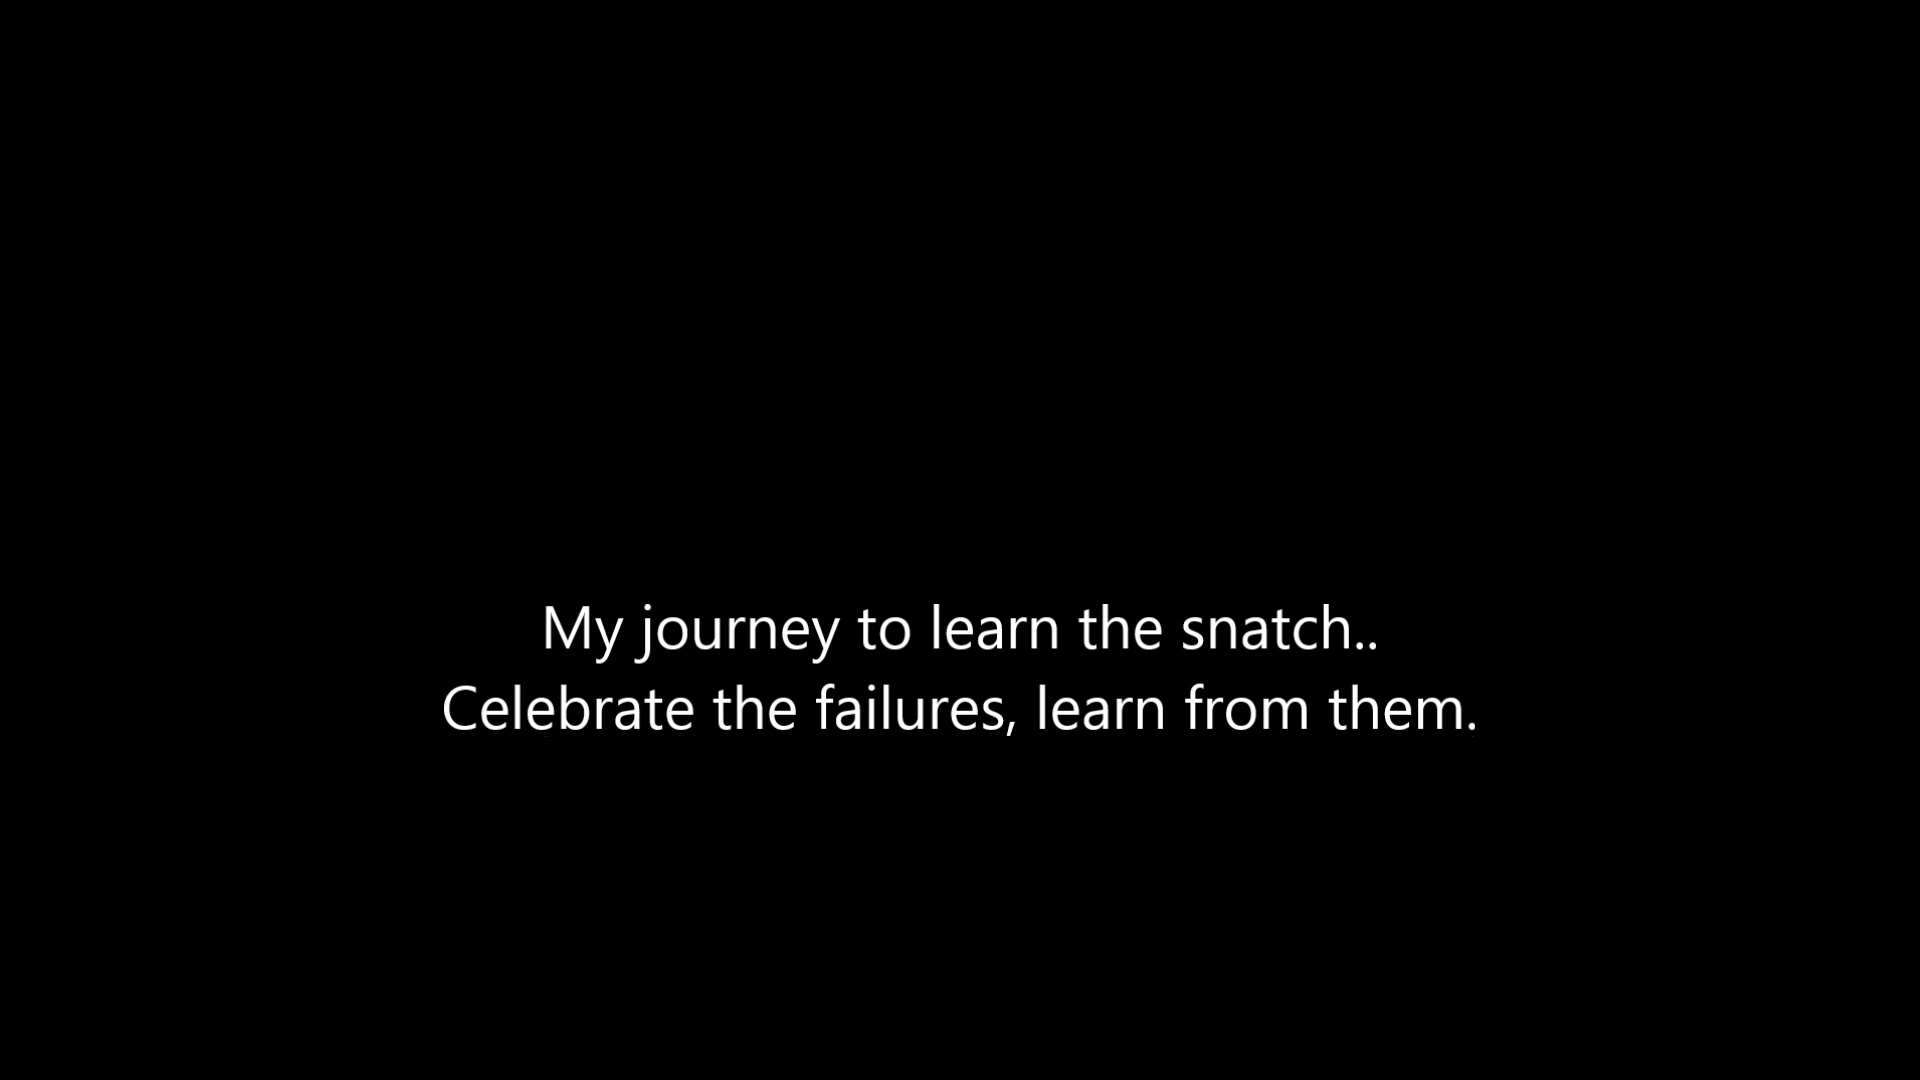 My journey to learn the snatch..
Celebrate the failures, learn from them.